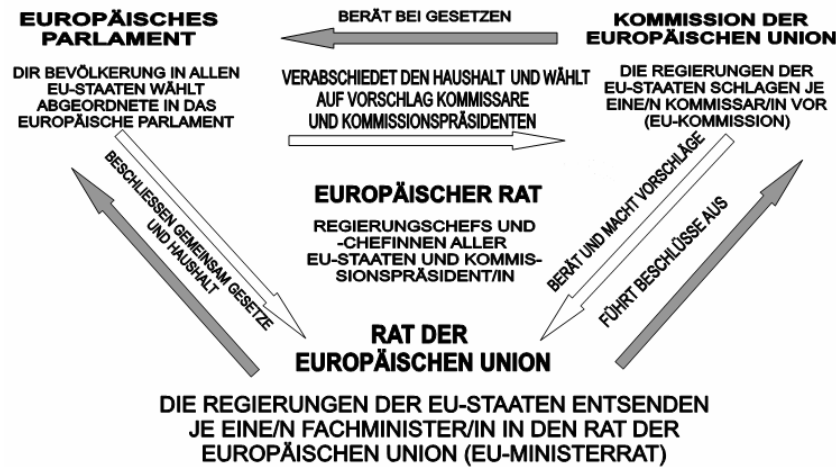 EUROPÄISCHES
PARLAMENT
DIR BEVÖLKERUNG IN ALLEN
EU-STAATEN WÄHLT
ABGEORDNETE IN DAS
EUROPÄISCHE PARLAMENT
BERÄT BEI GESETZEN
VERABSCHIEDET DEN HAUSHALT UND WÄHLT
AUF VORSCHLAG KOMMISSARE
UND KOMMISSIONSPRÄSIDENTEN
KOMMISSION DER
EUROPÄISCHEN UNION
DIE REGIERUNGEN DER
EU-STAATEN SCHLAGEN JE
EINE/N KOMMISSAR/IN VOR
(EU-KOMMISSION)
BESCHLIESSEN GEMEINSAM GESETZE
UND HAUSHALT
EUROPÄISCHER RAT
REGIERUNGSCHEFS UND
-CHEFINNEN ALLER
EU-STAATEN UND KOMMIS-
SIONSPRÄSIDENT/IN
BERÄT UND MACHT VORSCHLÄGE
FÜHRT BESCHLÜSSE AUS
RAT DER
EUROPÄISCHEN UNION
DIE REGIERUNGEN DER EU-STAATEN ENTSENDEN
JE EINE/N FACHMINISTER/IN IN DEN RAT DER
EUROPÄISCHEN UNION (EU-MINISTERRAT)